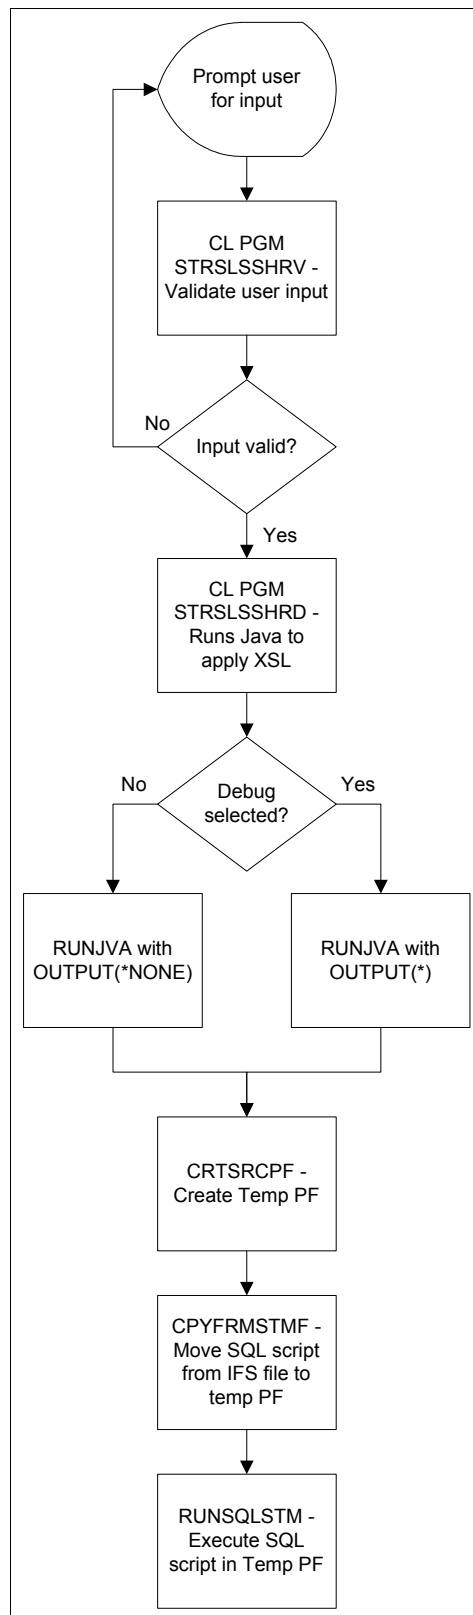 Prompt user
for input
CL PGM
STRSLSSHRV -
Validate user input
No
Input valid?
Yes
CL PGM
STRSLSSHRD -
Runs Java to
apply XSL
No
Debug
selected?
Yes
RUNJVA with
OUTPUT(*NONE)
RUNJVA with
OUTPUT(*)
CRTSRCPF -
Create Temp PF
CPYFRMSTMF -
Move SQL script
from IFS file to
temp PF
RUNSQLSTM -
Execute SQL
script in Temp PF